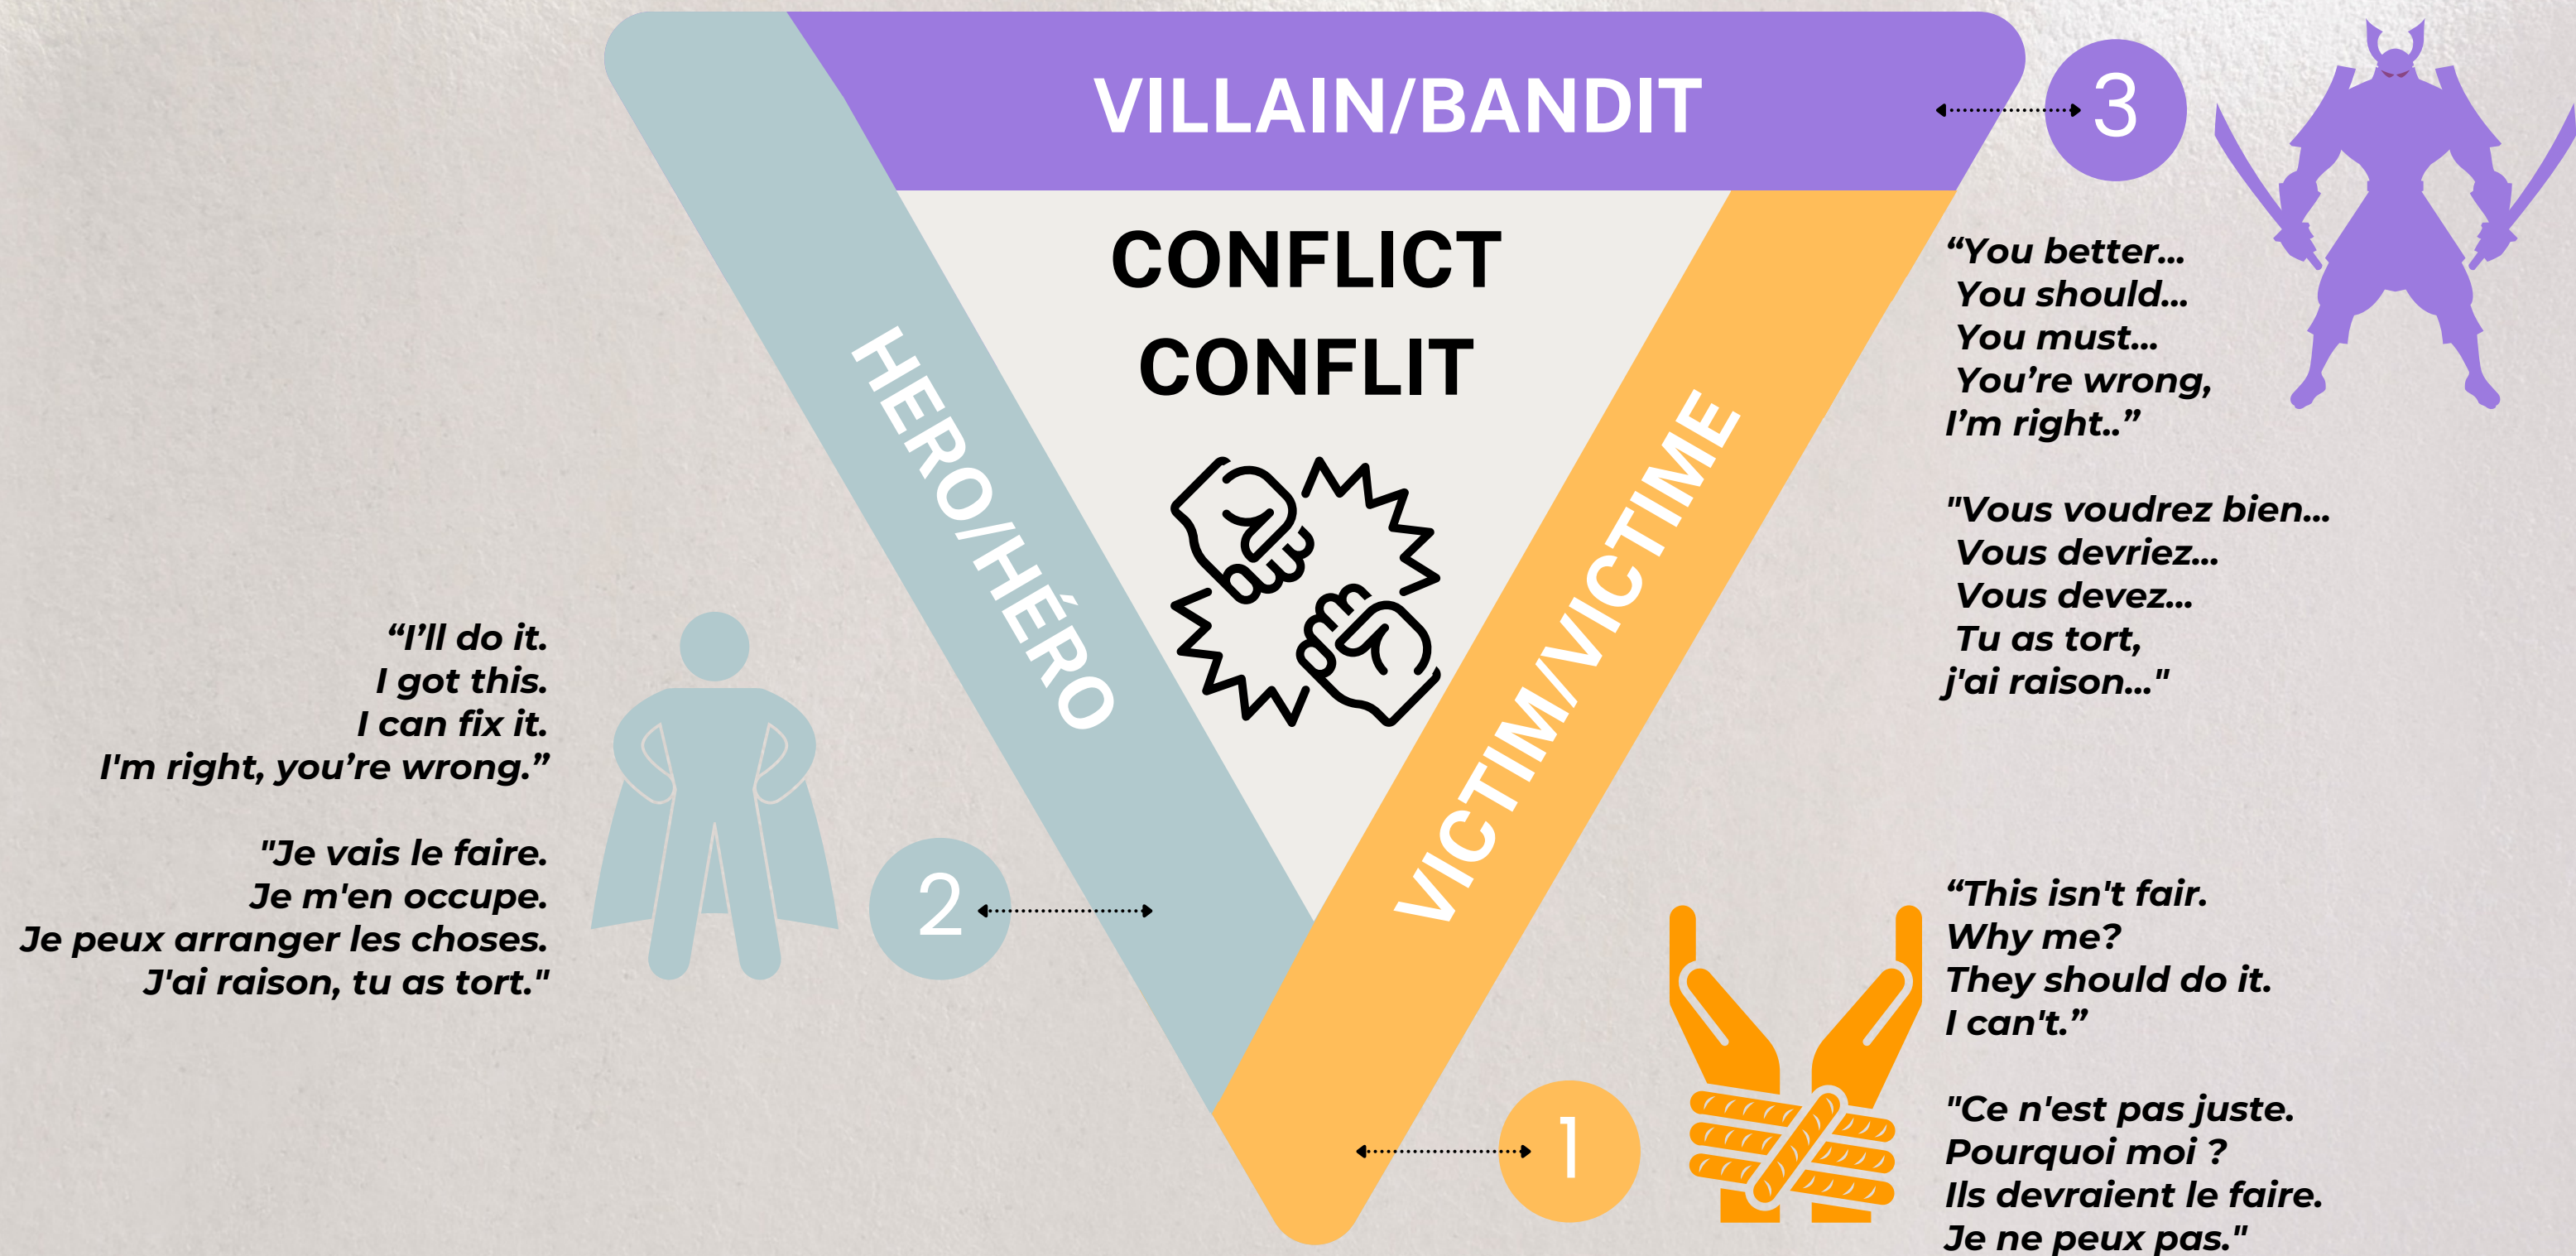 VILLAIN/BANDIT
3
CONFLICT
CONFLIT
HERO/HÉRO
VICTIM/VICTIME
“You better...
You should...
You must...
You’re wrong,
I’m right..”
"Vous voudrez bien...
Vous devriez...
Vous devez...
Tu as tort,
j'ai raison..."
“I’ll do it.
I got this.
I can fix it.
I'm right, you’re wrong.”
"Je vais le faire.
Je m'en occupe.
Je peux arranger les choses.
J'ai raison, tu as tort."
2
1
“This isn't fair.
Why me?
They should do it.
I can't.”
"Ce n'est pas juste.
Pourquoi moi ?
Ils devraient le faire.
Je ne peux pas."